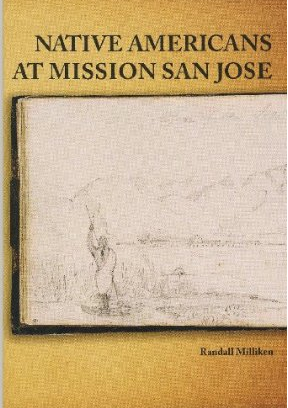 NATIVE AMERICANS
AT MISSION SAN JOSE
Randall Milliken